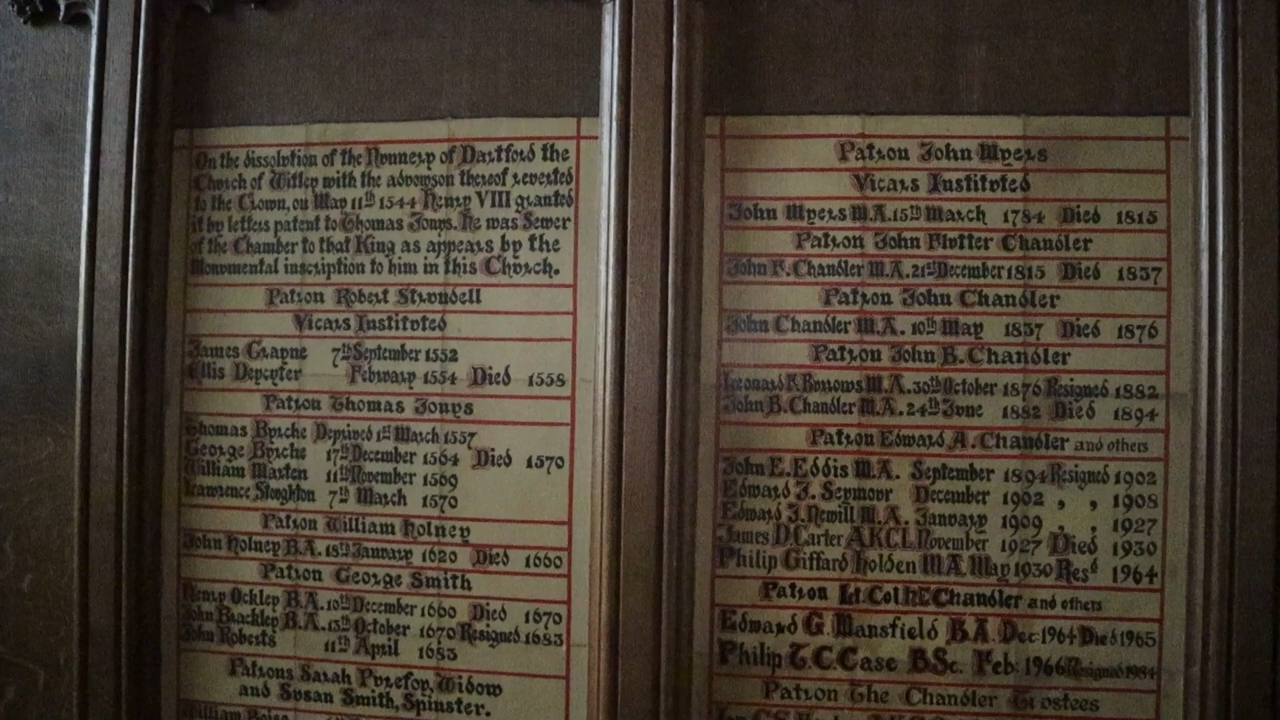 On the dissolution of the Nunnery of Dartford the
Church of Witley with the advowson thereof reverted
to the Crown, on May 11th 1544 Henry VIII granted
it by letters patent to Thomas Jonys. He was Sewer
of the Chamber to that King as appears by the
Monumental inscription to him in this Church.
Patron Robert Strondell
Vicars Instituted
James Grapne 7th September 1552
Ellis Depeyter February 1554 Died 1558
Patron Thomas Jonys
Thomas Byrche Deprived 1st March 1557
George Byrche 17th December 1564 Died 1570
William Marten 11th November 1569
Lawrence Stoughton 7th March 1570
Patron William Holney
John Holney B.A. 18th January 1620 Died 1660
Patron George Smith
Henry Ockley B.A. 10th December 1660 Died 1670
John Brackley B.A. 13th October 1670 Resigned 1683
John Roberts 11th April 1683
Patrons Sarah Purefoy, Widow
and Susan Smith, Spinster.
William
Patron John Myers
Vicars Instituted
John Myers M.A. 15th March 1784 Died 1815
Patron John Flutter Chandler
John F. Chandler M.A. 21st December 1815 Died 1837
Patron John Chandler
John Chandler M.A. 10th May 1837 Died 1876
Patron John B. Chandler
Leonard F. Burrows M.A. 30th October 1876 Resigned 1882
John B. Chandler M.A. 24th June 1882 Died 1894
Patron Edward A. Chandler and others
John E. Eddis M.A. September 1894 Resigned 1902
Edward J. Seymour December 1902 , , 1908
Edward J. Newill M.A. January 1909 , , 1927
James D. Carter AKCL November 1927 Died 1930
Philip Giffard Holden M.A. May 1930 Resd 1964
Patron Lt Col H E Chandler and others
Edward G. Mansfield B.A. Dec: 1964 Died 1965
Philip T.C. Case BSc. Feb: 1966 Resigned 1984
Patron The Chandler Trostees